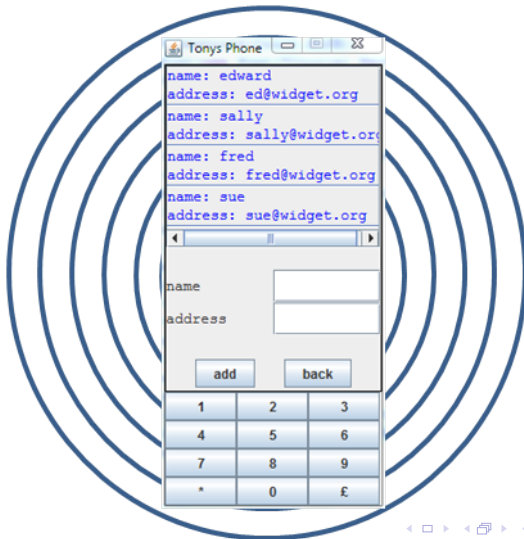 Tonys Phone
name: edward
address: ed@widget.org
name: sally
address: sally@widget.org
name: fred
address: fred@widget.org
name: sue
address: sue@widget.org
name
address
add back
1 2 3
4 5 6
7 8 9
* 0 £